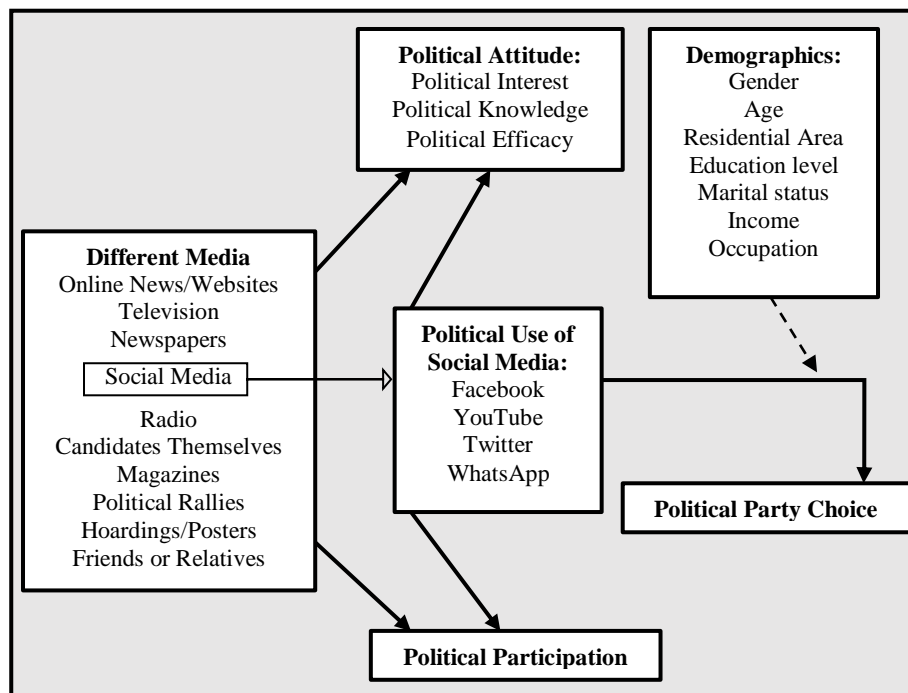 Political Attitude:
Political Interest
Political Knowledge
Political Efficacy
Demographics:
Gender
Age
Residential Area
Education level
Marital status
Income
Occupation
Different Media
Online News/Websites
Television
Newspapers
Social Media
Radio
Candidates Themselves
Magazines
Political Rallies
Hoardings/Posters
Friends or Relatives
Political Use of
Social Media:
Facebook
YouTube
Twitter
WhatsApp
Political Party Choice
Political Participation